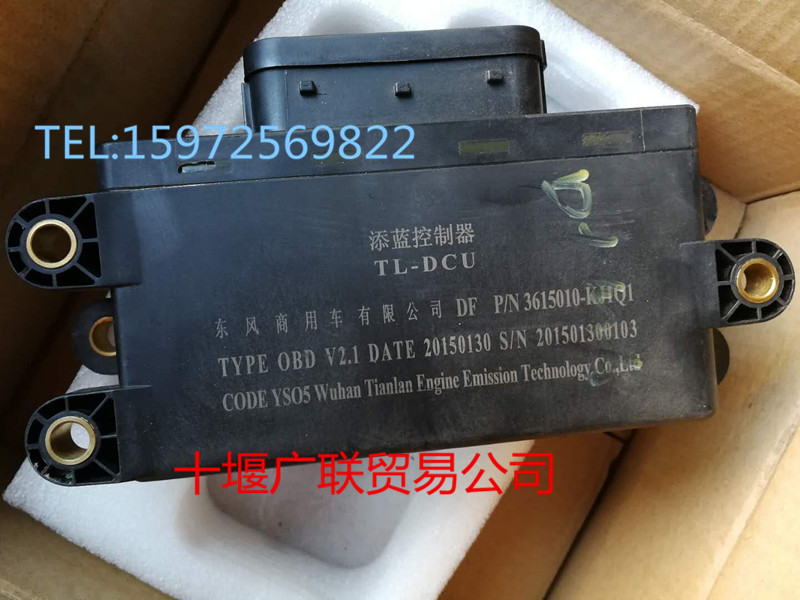 TEL:15972569822
添蓝控制器
TL-DCU
东风商用车有限公司 DF P/N 3615010-KHQ1
TYPE OBD V2.1 DATE 20150130 S/N 201501300103
CODE YSO5 Wuhan Tianlan Engine Emission Technology.Co.,Ltd
十堰广联贸易公司